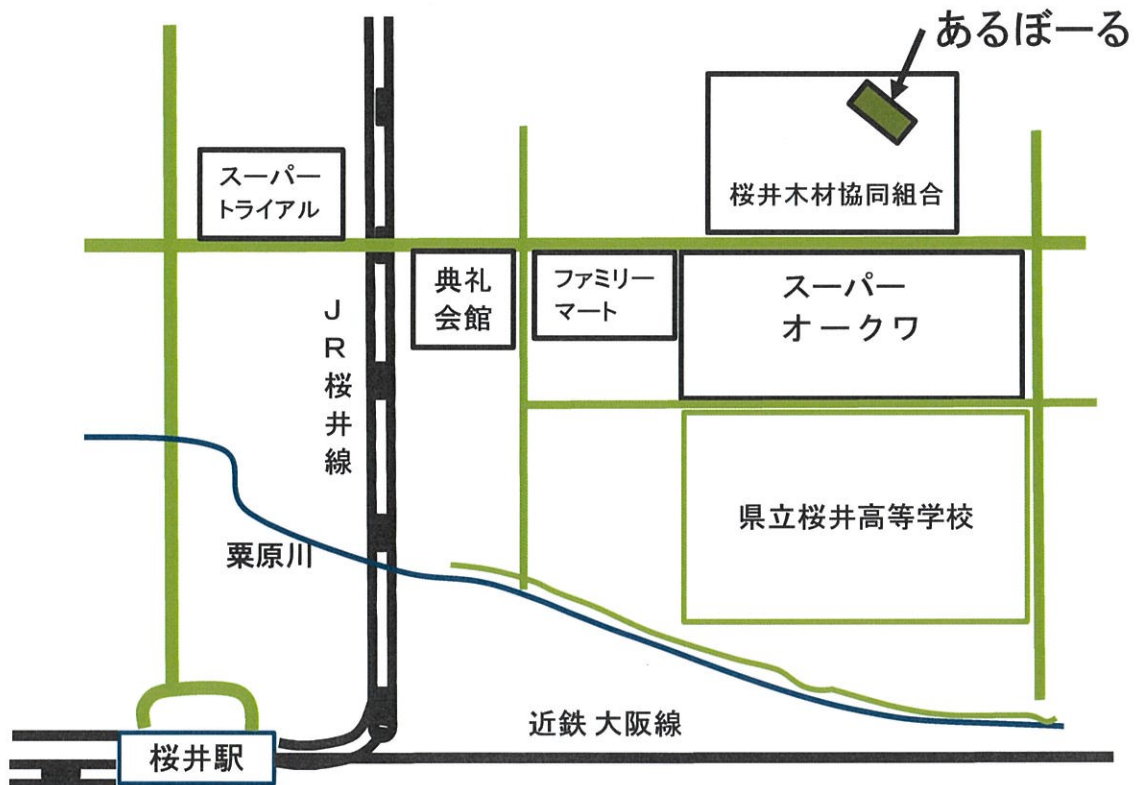 あるぼーる
スーパー
トライアル
桜井木材協同組合
典礼
会館
ファミリー
マート
スーパー
オークワ
JR桜井線
県立桜井高等学校
粟原川
近鉄 大阪線
桜井駅